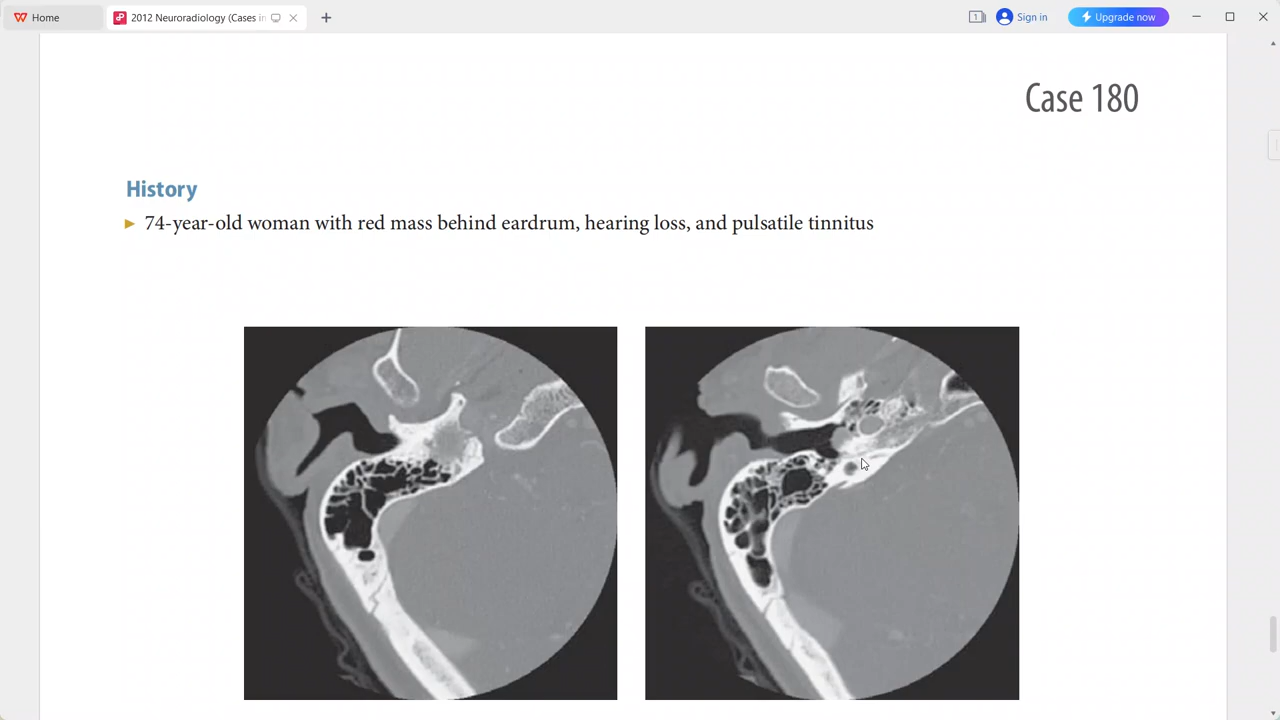 Home
2012 Neuroradiology (Cases in
1
Sign in
Upgrade now
Case 180
History
74-year-old woman with red mass behind eardrum, hearing loss, and pulsatile tinnitus